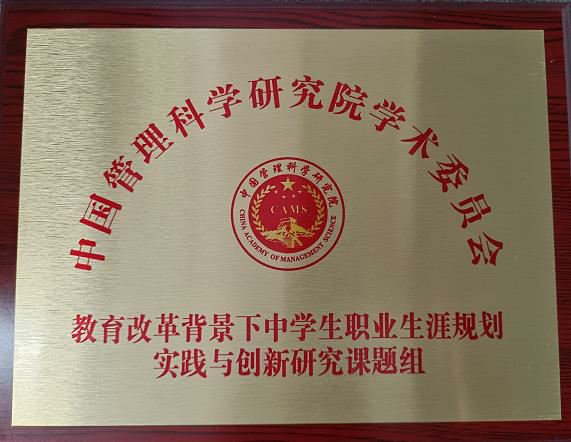 中国管理科学研究院学术委员会
中国管理科学研究院
CAMS
CHINA ACADEMY OF MANAGEMENT SCIENCE
教育改革背景下中学生职业生涯规划
实践与创新研究课题组